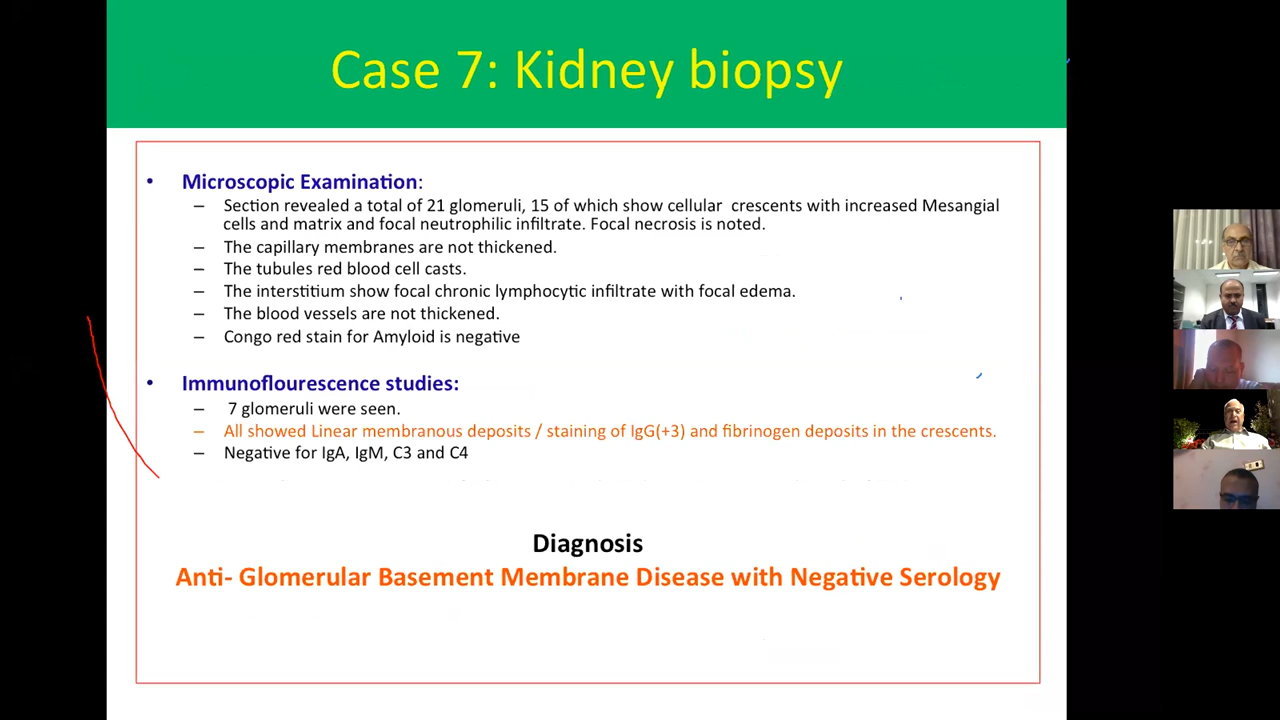 Case 7: Kidney biopsy
• Microscopic Examination:
– Section revealed a total of 21 glomeruli, 15 of which show cellular crescents with increased Mesangial
cells and matrix and focal neutrophilic infiltrate. Focal necrosis is noted.
– The capillary membranes are not thickened.
– The tubules red blood cell casts.
– The interstitium show focal chronic lymphocytic infiltrate with focal edema.
– The blood vessels are not thickened.
– Congo red stain for Amyloid is negative
• Immunoflourescence studies:
– 7 glomeruli were seen.
– All showed Linear membranous deposits / staining of IgG(+3) and fibrinogen deposits in the crescents.
– Negative for IgA, IgM, C3 and C4
Diagnosis
Anti- Glomerular Basement Membrane Disease with Negative Serology